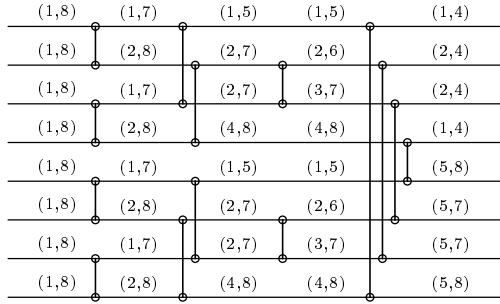 (1,8) (1,7) (1,5) (1,5) (1,4)
(1,8) (2,8) (2,7) (2,6) (2,4)
(1,8) (1,7) (2,7) (3,7) (2,4)
(1,8) (2,8) (4,8) (4,8) (1,4)
(1,8) (1,7) (1,5) (1,5) (5,8)
(1,8) (2,8) (2,7) (2,6) (5,7)
(1,8) (1,7) (2,7) (3,7) (5,7)
(1,8) (2,8) (4,8) (4,8) (5,8)